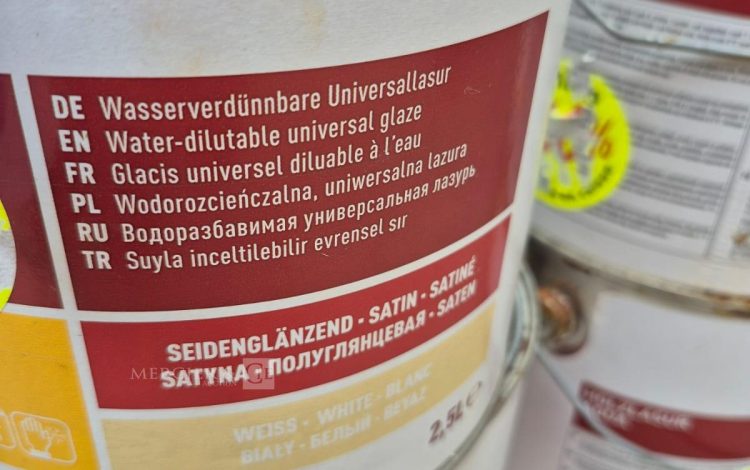 DE Wasserverdünnbare Universallasur
EN Water-dilutable universal glaze
FR Glacis universel diluable à l'eau
PL Wodorozcieńczalna, uniwersalna lazura
RU Водоразбавимая универсальная лазурь
TR Suyla inceltilebilir evrensel sır
SEIDENGLÄNZEND - SATIN - SATINÉ
SATYNA - ПОЛУГЛЯНЦЕВАЯ - SATEN
WEISS - WHITE - BLANC
BIAŁY - БЕЛЫЙ - BEYAZ
2,5L e
%